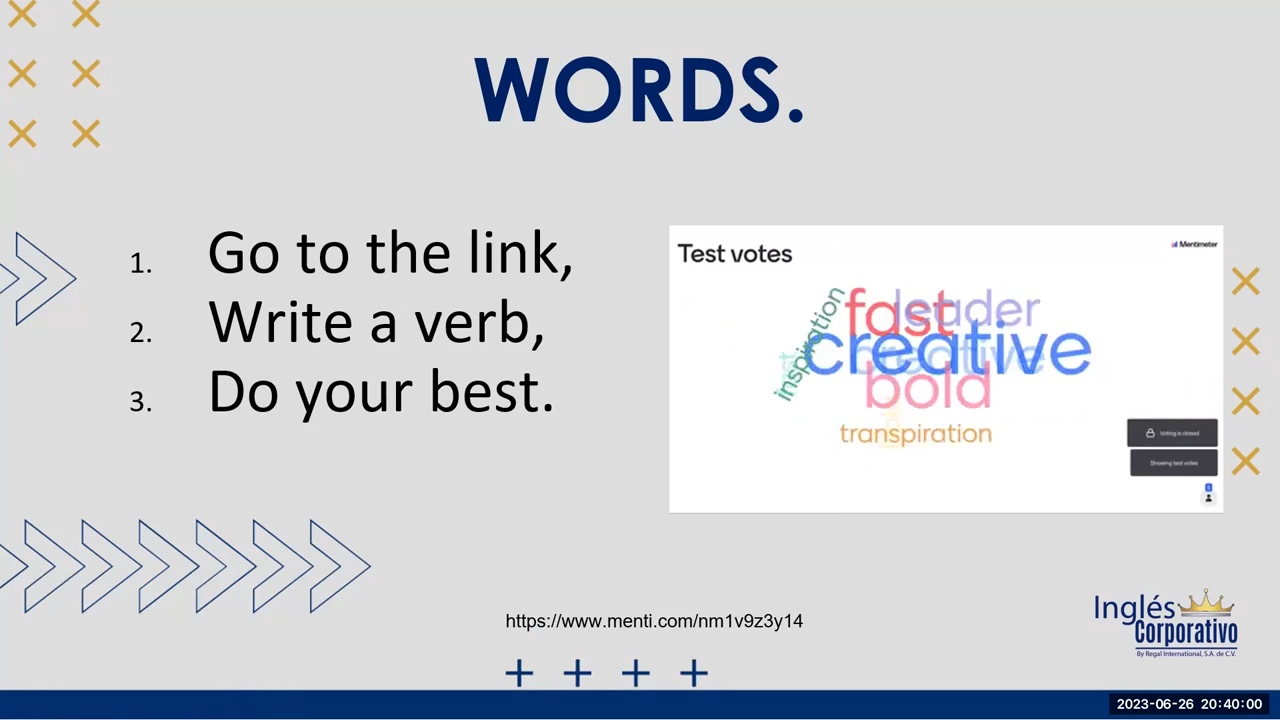 WORDS.
1. Go to the link,
2. Write a verb,
3. Do your best.
Test votes
Mentimeter
fast
leader
creative
creative
inspiration
bold
transpiration
Voting is closed
Showing test votes
https://www.menti.com/nm1v9z3y14
Inglés
Corporativo
By Regal International, S.A. de C.V.
2023-06-26 20:40:00